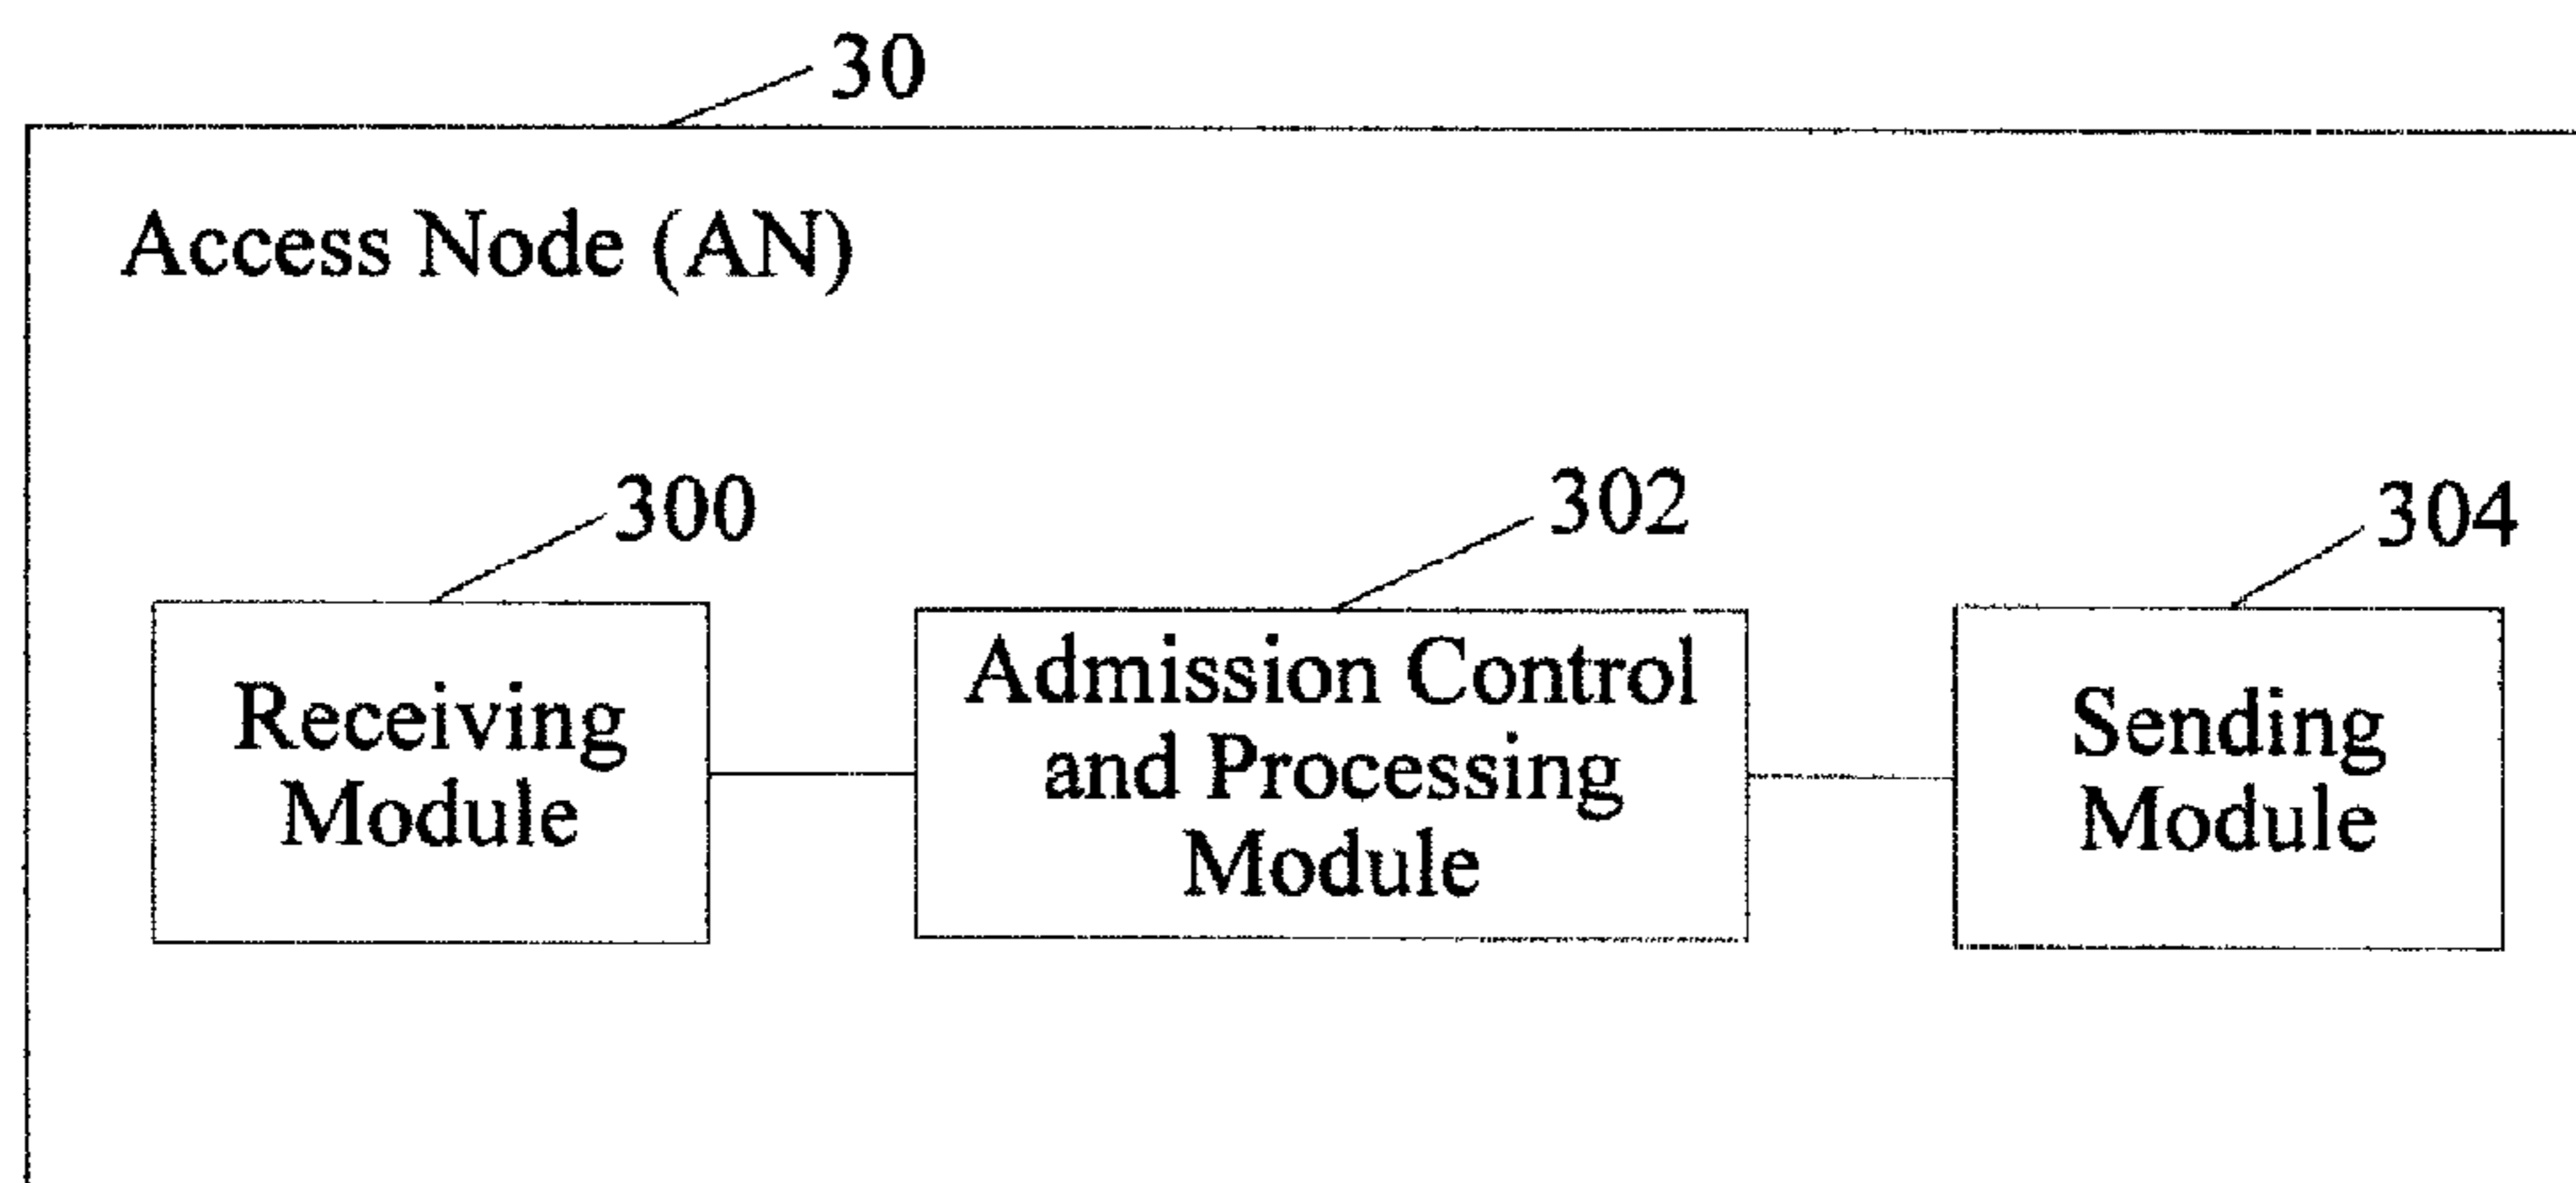 30
Access Node (AN)
300
302
304
Receiving
Module
Admission Control
and Processing
Module
Sending
Module